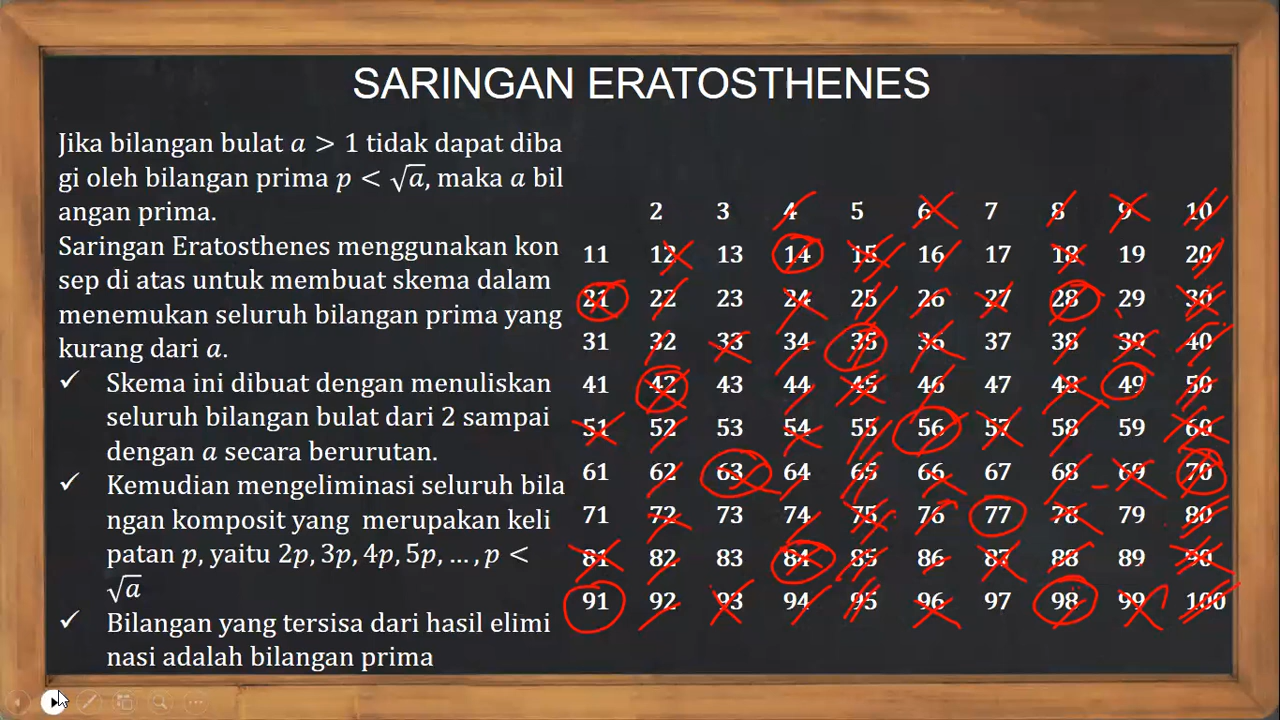 SARINGAN ERATOSTHENES
Jika bilangan bulat a > 1 tidak dapat diba
gi oleh bilangan prima p < √a, maka a bil
angan prima.
Saringan Eratosthenes menggunakan kon
sep di atas untuk membuat skema dalam
menemukan seluruh bilangan prima yang
kurang dari a.
✓ Skema ini dibuat dengan menuliskan
seluruh bilangan bulat dari 2 sampai
dengan a secara berurutan.
✓ Kemudian mengeliminasi seluruh bila
ngan komposit yang merupakan keli
patan p, yaitu 2p, 3p, 4p, 5p, … , p <
√a
✓ Bilangan yang tersisa dari hasil elimi
nasi adalah bilangan prima
2 3 4 5 6 7 8 9 10
11 12 13 14 15 16 17 18 19 20
21 22 23 24 25 26 27 28 29 30
31 32 33 34 35 36 37 38 39 40
41 42 43 44 45 46 47 48 49 50
51 52 53 54 55 56 57 58 59 60
61 62 63 64 65 66 67 68 69 70
71 72 73 74 75 76 77 78 79 80
81 82 83 84 85 86 87 88 89 90
91 92 93 94 95 96 97 98 99 100